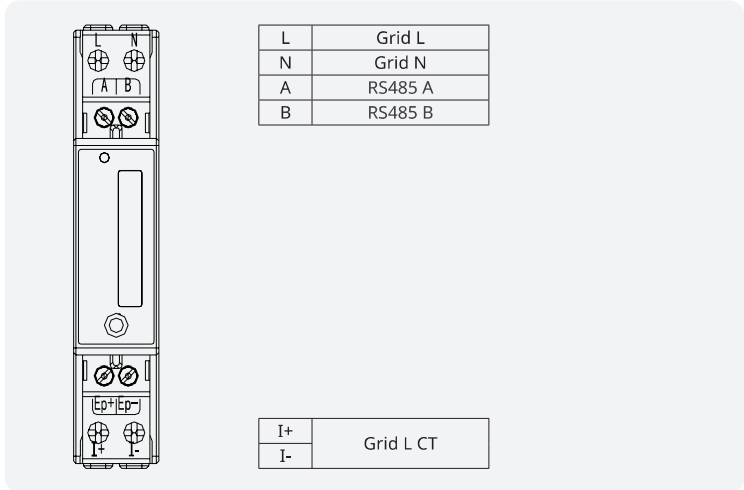 L N
A B
Ep+ Ep-
I+ I-
L Grid L
N Grid N
A RS485 A
B RS485 B
I+ Grid L CT
I-